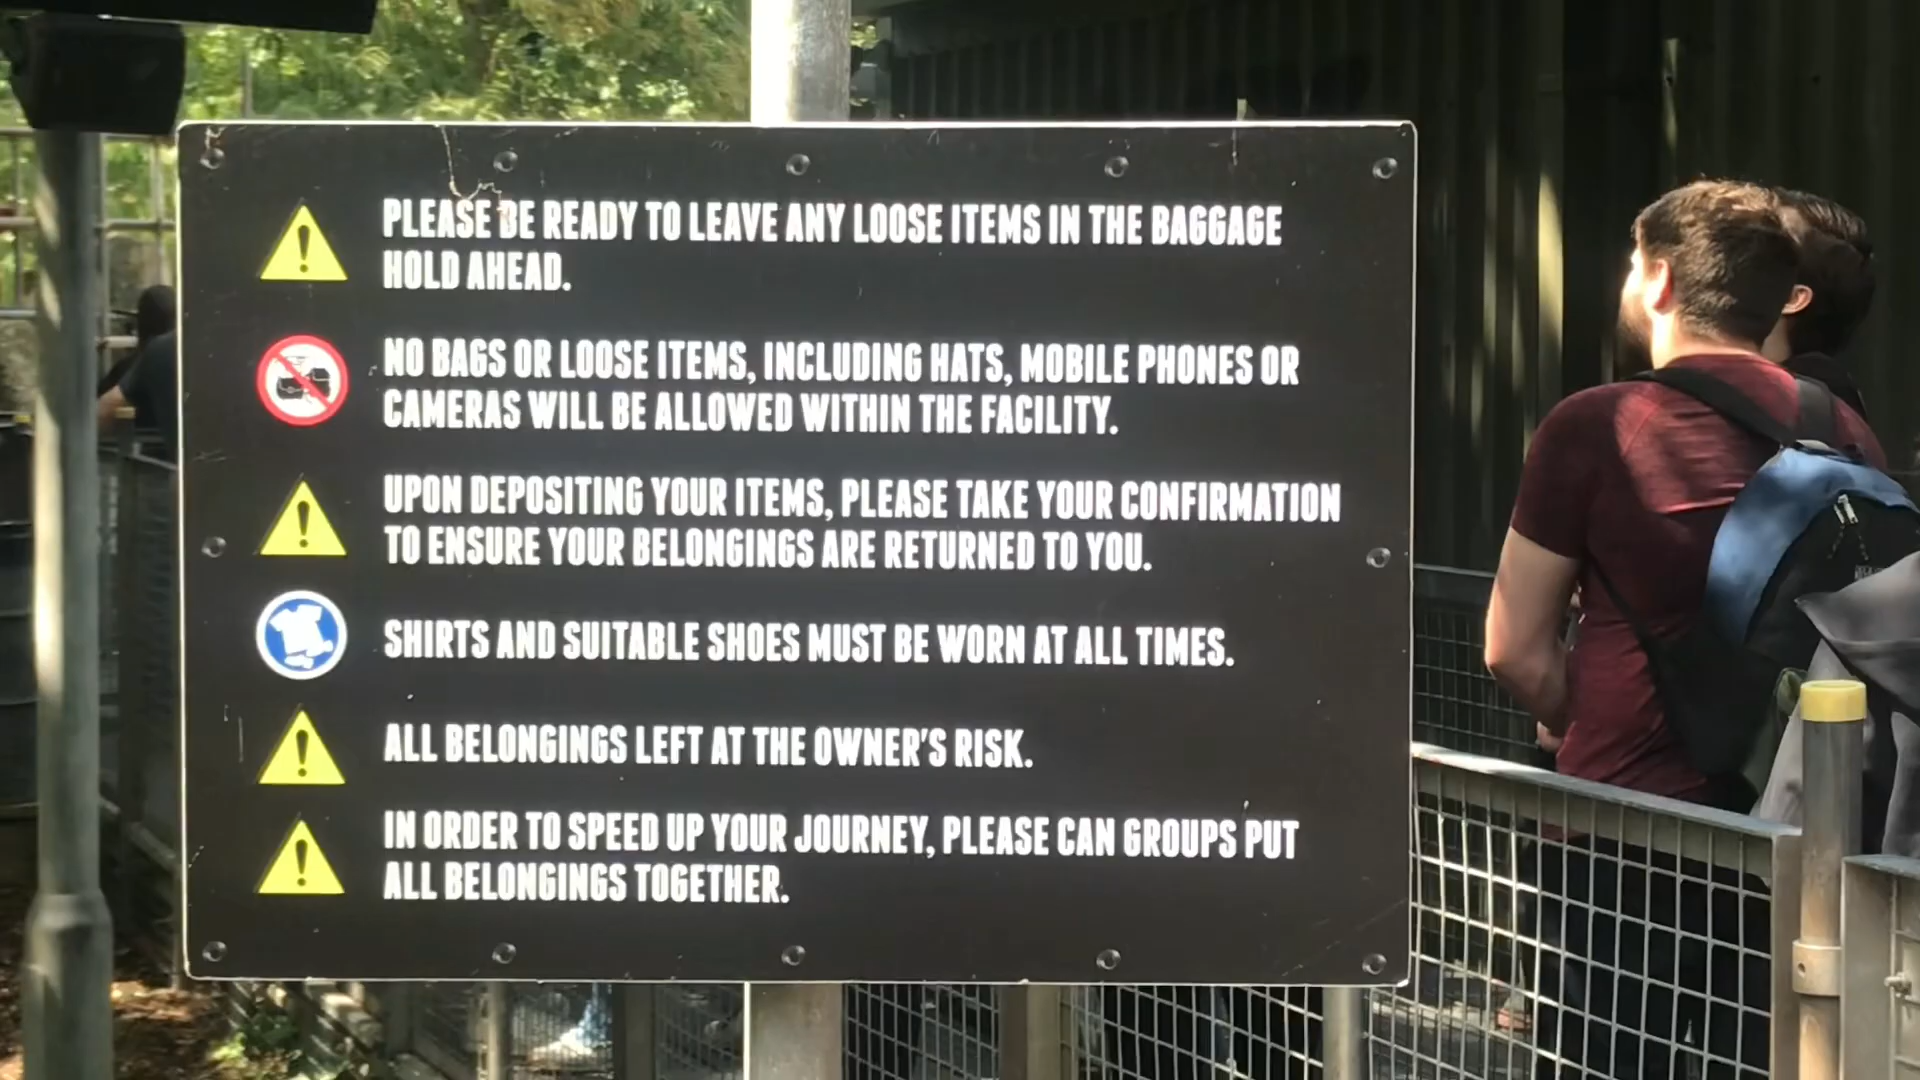 PLEASE BE READY TO LEAVE ANY LOOSE ITEMS IN THE BAGGAGE
HOLD AHEAD.
NO BAGS OR LOOSE ITEMS, INCLUDING HATS, MOBILE PHONES OR
CAMERAS WILL BE ALLOWED WITHIN THE FACILITY.
UPON DEPOSITING YOUR ITEMS, PLEASE TAKE YOUR CONFIRMATION
TO ENSURE YOUR BELONGINGS ARE RETURNED TO YOU.
SHIRTS AND SUITABLE SHOES MUST BE WORN AT ALL TIMES.
ALL BELONGINGS LEFT AT THE OWNER'S RISK.
IN ORDER TO SPEED UP YOUR JOURNEY, PLEASE CAN GROUPS PUT
ALL BELONGINGS TOGETHER.